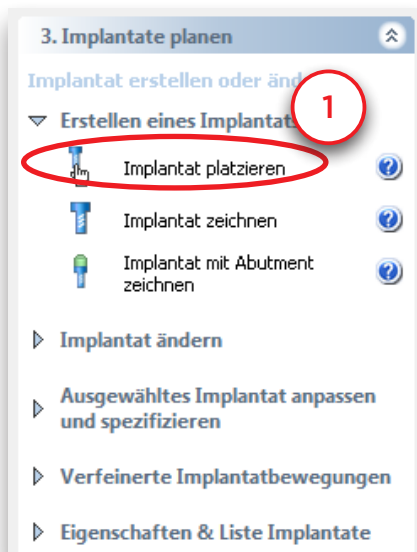 3. Implantate planen
Implantat erstellen oder änd
1
Erstellen eines Implantats
Implantat platzieren
Implantat zeichnen
Implantat mit Abutment
zeichnen
Implantat ändern
Ausgewähltes Implantat anpassen
und spezifizieren
Verfeinerte Implantatbewegungen
Eigenschaften & Liste Implantate